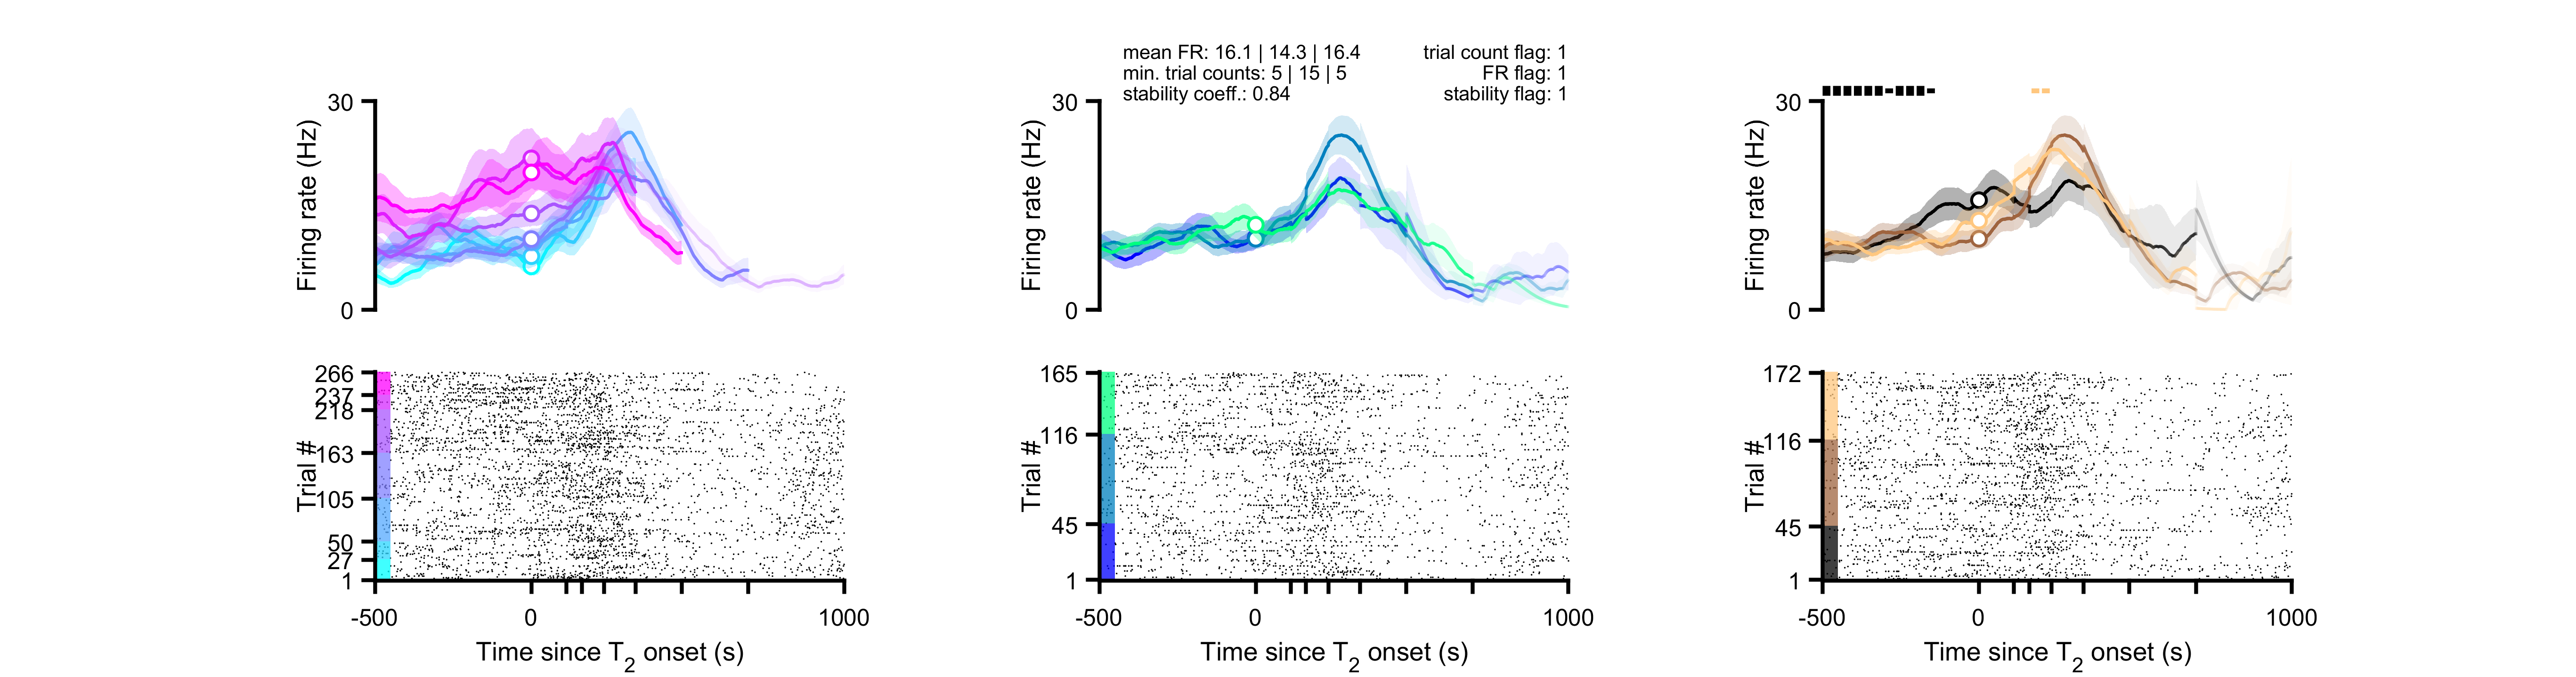 mean FR: 16.1 | 14.3 | 16.4
min. trial counts: 5 | 15 | 5
stability coeff.: 0.84
trial count flag: 1
FR flag: 1
stability flag: 1
Firing rate (Hz)
30
0
Firing rate (Hz)
30
0
Firing rate (Hz)
30
0
Trial #
266
237
218
163
105
50
27
1
-500
0
1000
Time since T2 onset (s)
Trial #
165
116
45
1
-500
0
1000
Time since T2 onset (s)
Trial #
172
116
45
1
-500
0
1000
Time since T2 onset (s)